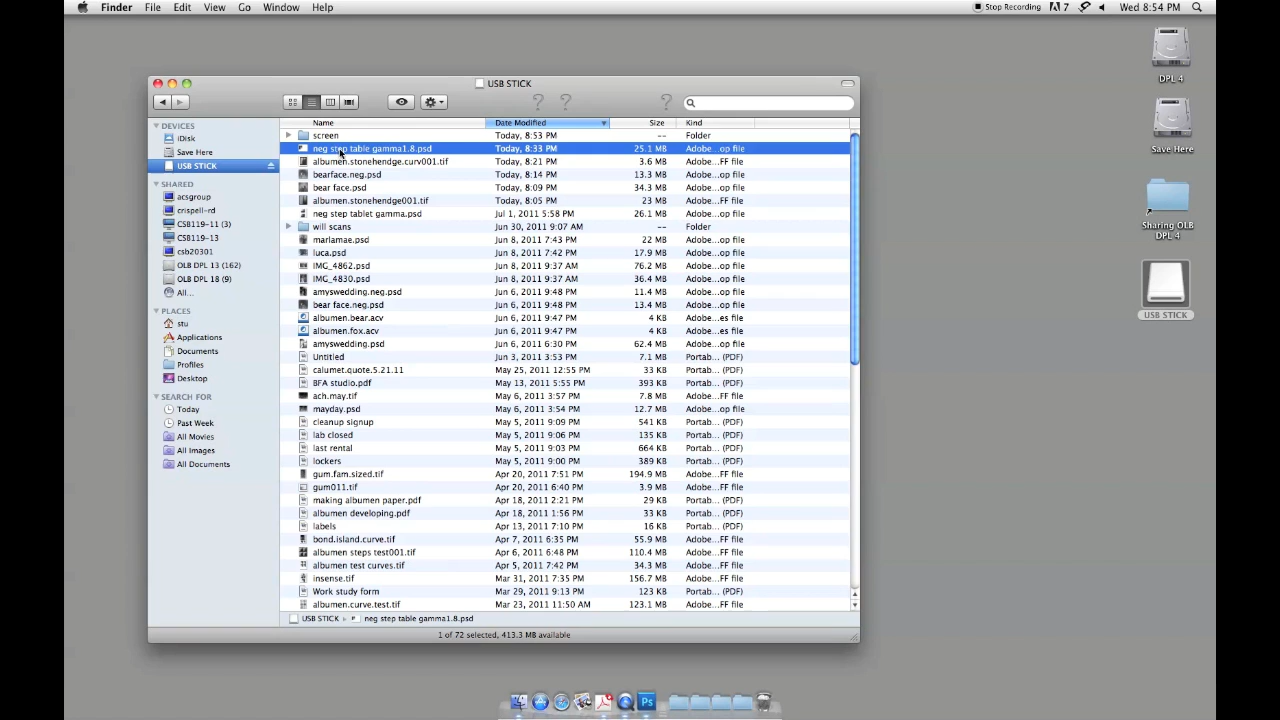 Finder File Edit View Go Window Help Stop Recording 7 Wed 8:54 PM
USB STICK
DPL 4
Save Here
Sharing OLB
DPL 4
USB STICK
DEVICES
iDisk
Save Here
USB STICK
SHARED
acsgroup
crispell-rd
CSB119-11 (3)
CSB119-13
csb20301
OLB DPL 13 (162)
OLB DPL 18 (9)
All...
PLACES
stu
Applications
Documents
Profiles
Desktop
SEARCH FOR
Today
Past Week
All Movies
All Images
All Documents
Name Date Modified Size Kind
screen Today, 8:53 PM -- Folder
neg step table gamma1.8.psd Today, 8:33 PM 25.1 MB Adobe...op file
albumen.stonehendge.curv001.tif Today, 8:21 PM 3.6 MB Adobe...FF file
bearface.neg.psd Today, 8:14 PM 13.3 MB Adobe...op file
bear face.psd Today, 8:09 PM 34.3 MB Adobe...op file
albumen.stonehendge001.tif Today, 8:05 PM 23 MB Adobe...FF file
neg step tablet gamma.psd Jul 1, 2011 5:58 PM 26.1 MB Adobe...op file
will scans Jun 30, 2011 9:07 AM -- Folder
marlamae.psd Jun 8, 2011 7:43 PM 22 MB Adobe...op file
luca.psd Jun 8, 2011 7:42 PM 17.9 MB Adobe...op file
IMG_4862.psd Jun 8, 2011 9:37 AM 76.2 MB Adobe...op file
IMG_4830.psd Jun 8, 2011 9:37 AM 36.4 MB Adobe...op file
amyswedding.neg.psd Jun 6, 2011 9:48 PM 11.4 MB Adobe...op file
bear face.neg.psd Jun 6, 2011 9:48 PM 13.3 MB Adobe...op file
albumen.bear.acv Jun 6, 2011 9:47 PM 4 KB Adobe...es file
albumen.fox.acv Jun 6, 2011 9:47 PM 4 KB Adobe...es file
amyswedding.psd Jun 6, 2011 6:30 PM 62.4 MB Adobe...op file
Untitled Jun 3, 2011 3:53 PM 7.1 MB Portab... (PDF)
calumet.quote.5.21.11 May 25, 2011 12:55 PM 33 KB Portab... (PDF)
BFA studio.pdf May 13, 2011 5:55 PM 393 KB Portab... (PDF)
ach.may.tif May 6, 2011 3:57 PM 7.8 MB Adobe...FF file
mayday.psd May 6, 2011 3:54 PM 12.7 MB Adobe...op file
cleanup signup May 5, 2011 9:09 PM 541 KB Portab... (PDF)
lab closed May 5, 2011 9:06 PM 135 KB Portab... (PDF)
last rental May 5, 2011 9:03 PM 664 KB Portab... (PDF)
lockers May 5, 2011 9:00 PM 389 KB Portab... (PDF)
gum.fam.sized.tif Apr 20, 2011 7:51 PM 194.9 MB Adobe...FF file
gum011.tif Apr 20, 2011 6:40 PM 3.9 MB Adobe...FF file
making albumen paper.pdf Apr 18, 2011 2:21 PM 29 KB Portab... (PDF)
albumen developing.pdf Apr 18, 2011 1:56 PM 33 KB Portab... (PDF)
labels Apr 13, 2011 7:10 PM 16 KB Portab... (PDF)
bond.island.curve.tif Apr 7, 2011 6:35 PM 55.9 MB Adobe...FF file
albumen steps test001.tif Apr 6, 2011 6:48 PM 110.4 MB Adobe...FF file
albumen test curves.tif Apr 5, 2011 7:42 PM 34.3 MB Adobe...FF file
insense.tif Mar 31, 2011 7:35 PM 156.7 MB Adobe...FF file
Work study form Mar 29, 2011 9:13 PM 123 KB Portab... (PDF)
albumen.curve.test.tif Mar 23, 2011 11:50 AM 123.1 MB Adobe...FF file
USB STICK neg step table gamma1.8.psd
1 of 72 selected, 413.3 MB available
Ps